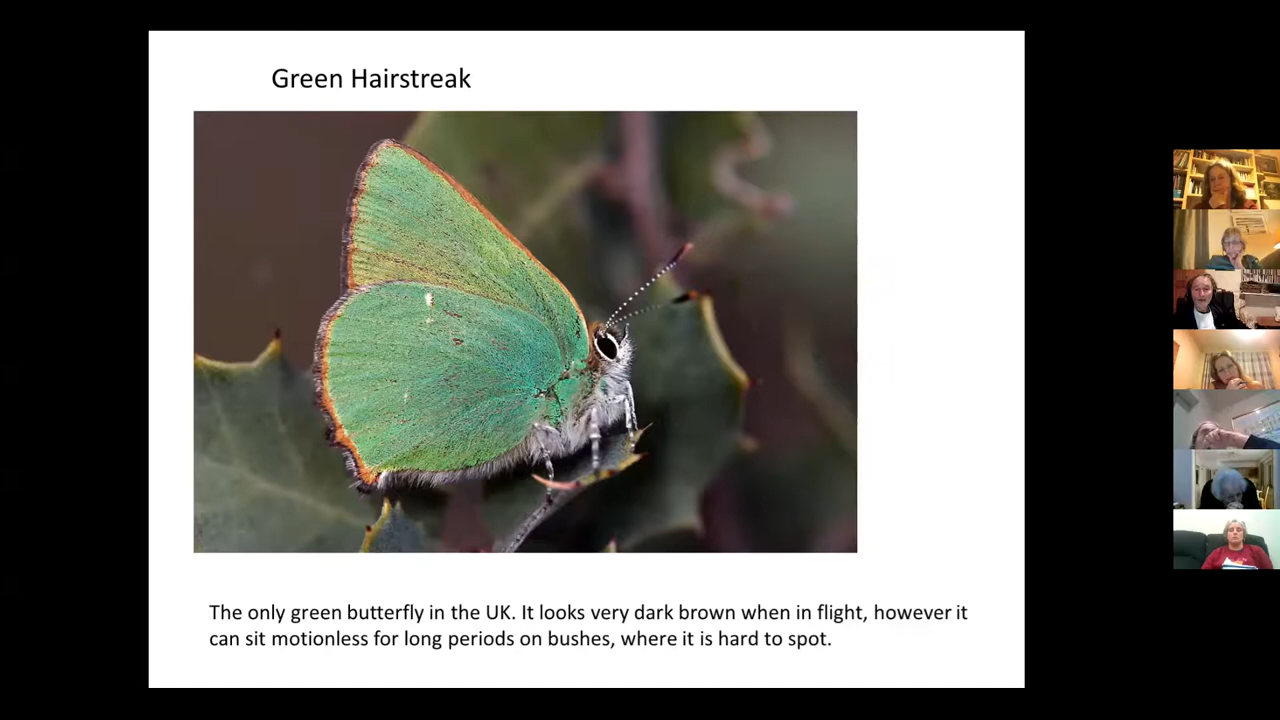 Green Hairstreak
The only green butterfly in the UK. It looks very dark brown when in flight, however it
can sit motionless for long periods on bushes, where it is hard to spot.